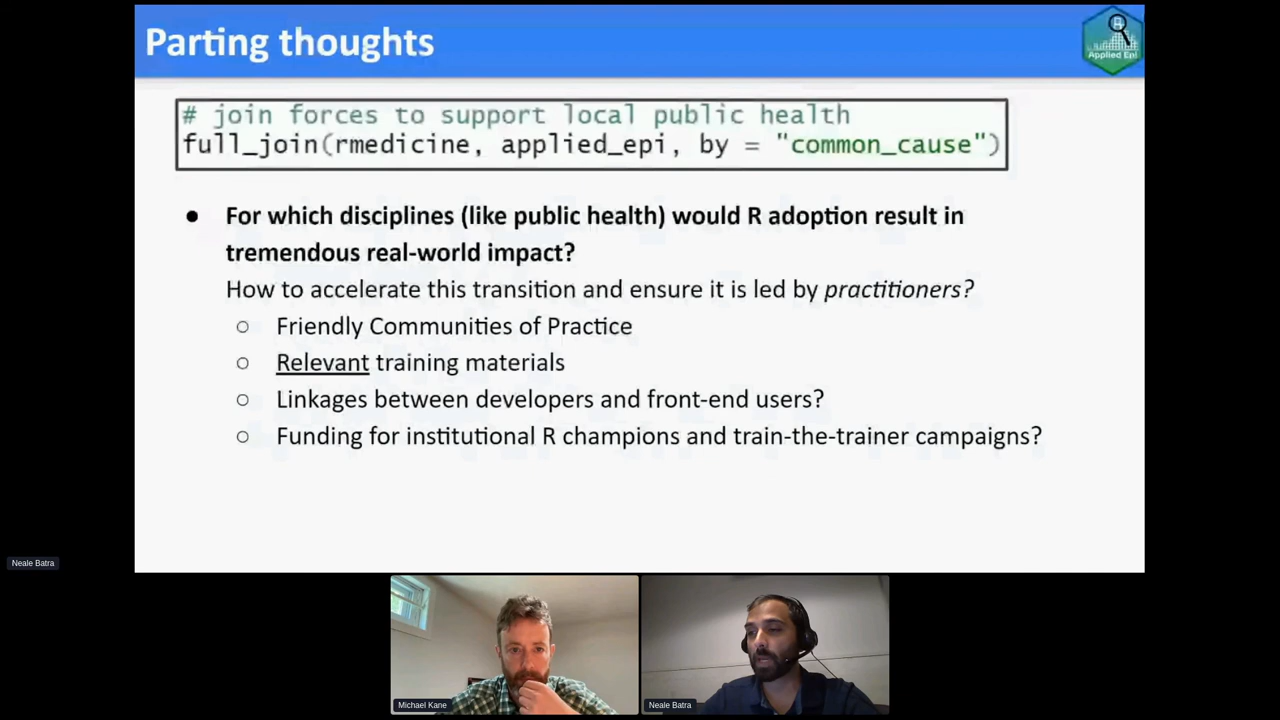 Parting thoughts
Applied Epi
# join forces to support local public health
full_join(rmedicine, applied_epi, by = "common_cause")
● For which disciplines (like public health) would R adoption result in
tremendous real-world impact?
How to accelerate this transition and ensure it is led by practitioners?
○ Friendly Communities of Practice
○ Relevant training materials
○ Linkages between developers and front-end users?
○ Funding for institutional R champions and train-the-trainer campaigns?
Neale Batra
Michael Kane
Neale Batra